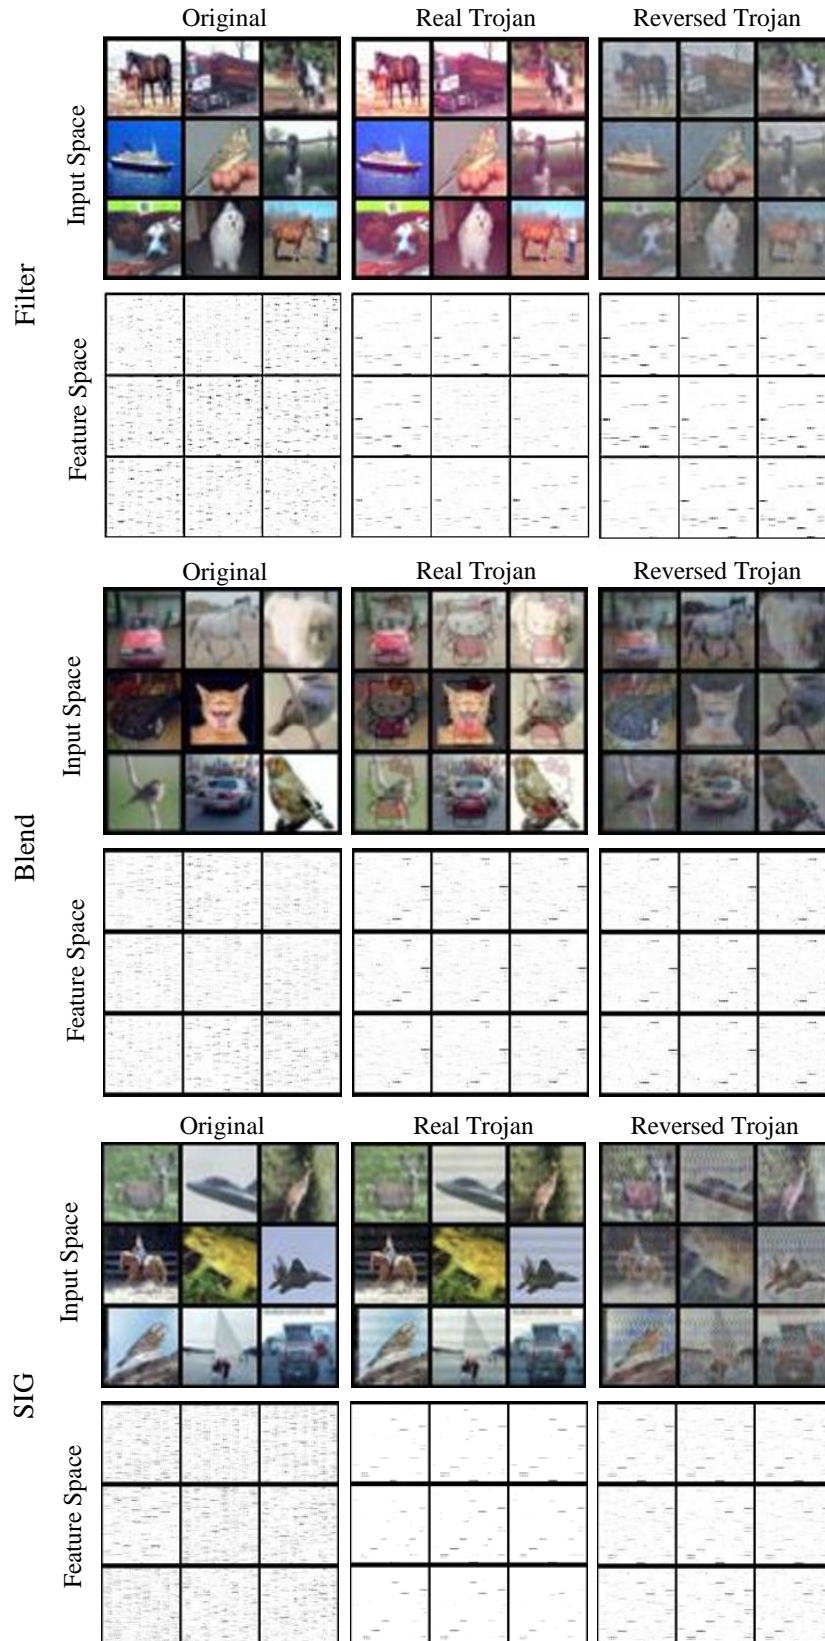 Original Real Trojan Reversed Trojan
Input Space
Filter
Feature Space
Original Real Trojan Reversed Trojan
Input Space
Blend
Feature Space
Original Real Trojan Reversed Trojan
Input Space
SIG
Feature Space